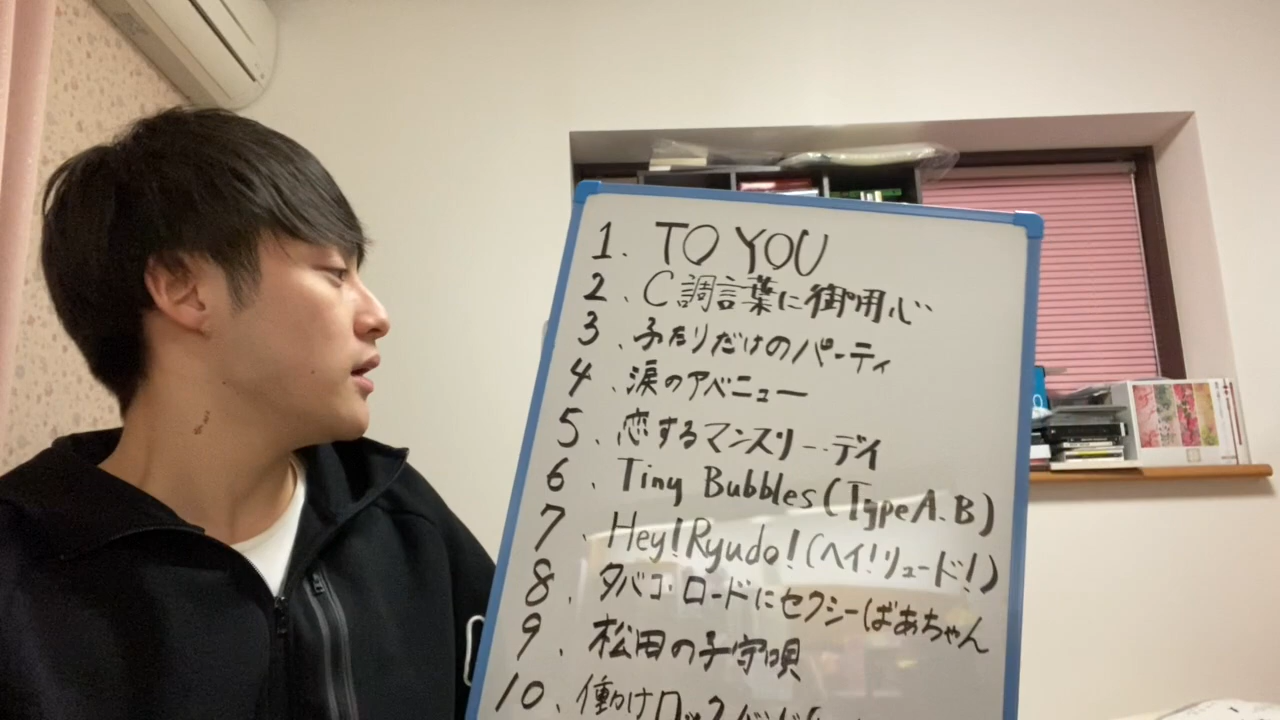 1. TO YOU
2. C調言葉に御用心
3. ふたりだけのパーティ
4. 涙のアベニュー
5. 恋するマンスリー・デイ
6. Tiny Bubbles(Type A.B)
7. Hey!Ryudo!(ヘイ!リュード!)
8. タバコ・ロードにセクシーばあちゃん
9. 松田の子守唄
10. 働けロックバンド